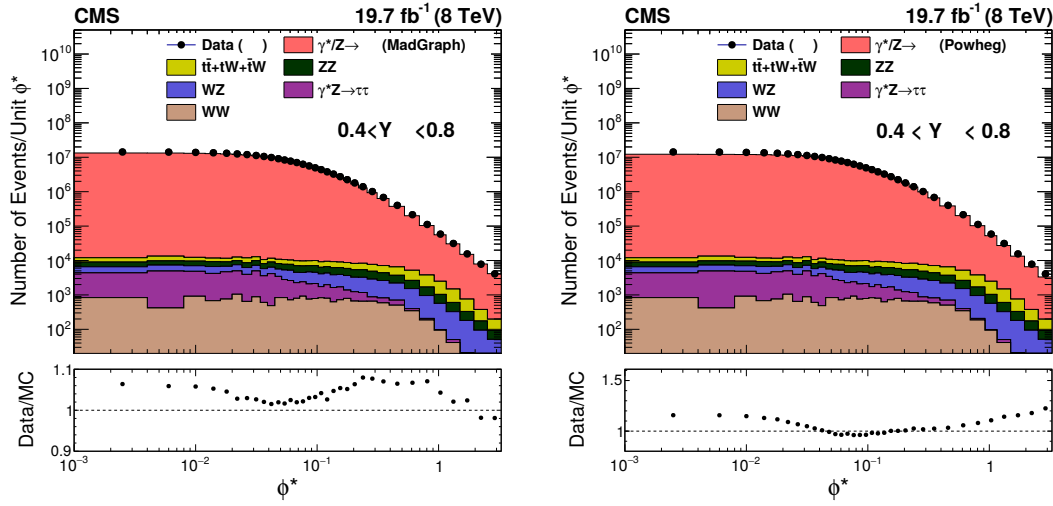 CMS 19.7 fb⁻¹ (8 TeV)
Number of Events/Unit ϕ*
10¹⁰
10⁹
10⁸
10⁷
10⁶
10⁵
10⁴
10³
10²
Data ( )
γ*/Z→ (MadGraph)
tt̄+tW+t̄W
ZZ
WZ
γ*Z→ττ
WW
0.4<Y <0.8
Data/MC
1.1
1
0.9
10⁻³ 10⁻² 10⁻¹ 1
ϕ*
CMS 19.7 fb⁻¹ (8 TeV)
Number of Events/Unit ϕ*
10¹⁰
10⁹
10⁸
10⁷
10⁶
10⁵
10⁴
10³
10²
Data ( )
γ*/Z→ (Powheg)
tt̄+tW+t̄W
ZZ
WZ
γ*Z→ττ
WW
0.4< Y < 0.8
Data/MC
1.5
1
10⁻³ 10⁻² 10⁻¹ 1
ϕ*